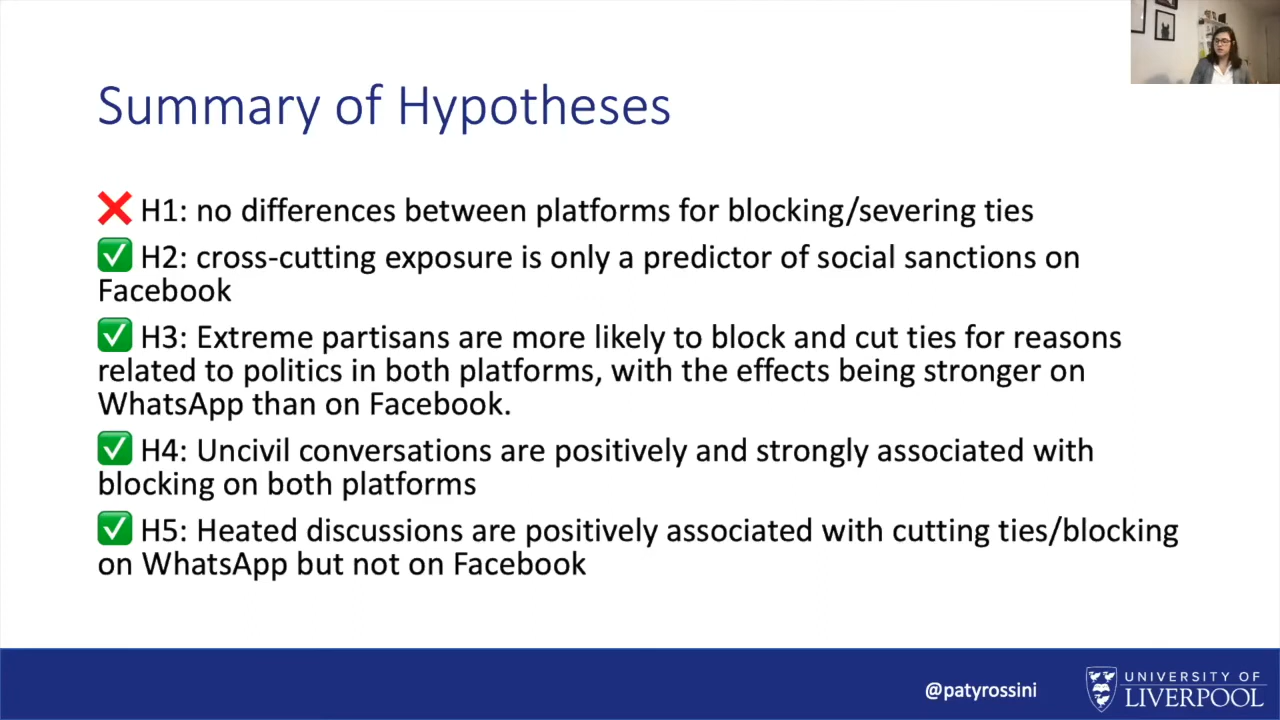 Summary of Hypotheses
❌ H1: no differences between platforms for blocking/severing ties
✅ H2: cross-cutting exposure is only a predictor of social sanctions on
Facebook
✅ H3: Extreme partisans are more likely to block and cut ties for reasons
related to politics in both platforms, with the effects being stronger on
WhatsApp than on Facebook.
✅ H4: Uncivil conversations are positively and strongly associated with
blocking on both platforms
✅ H5: Heated discussions are positively associated with cutting ties/blocking
on WhatsApp but not on Facebook
@patyrossini
UNIVERSITY OF
LIVERPOOL